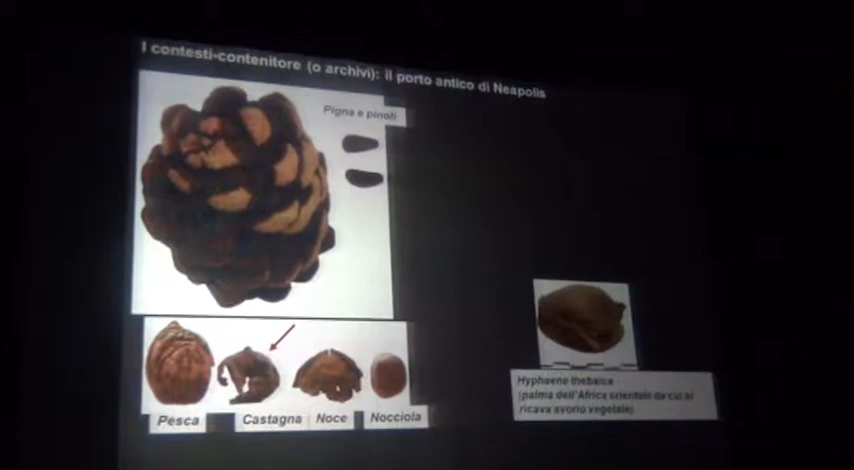 I contesti-contenitore (o archivi): il porto antico di Neapolis
Pigna e pinoli
Pesca
Castagna
Noce
Nocciola
Hyphaene thebaica
(palma dell'Africa orientale da cui si
ricava avorio vegetale)